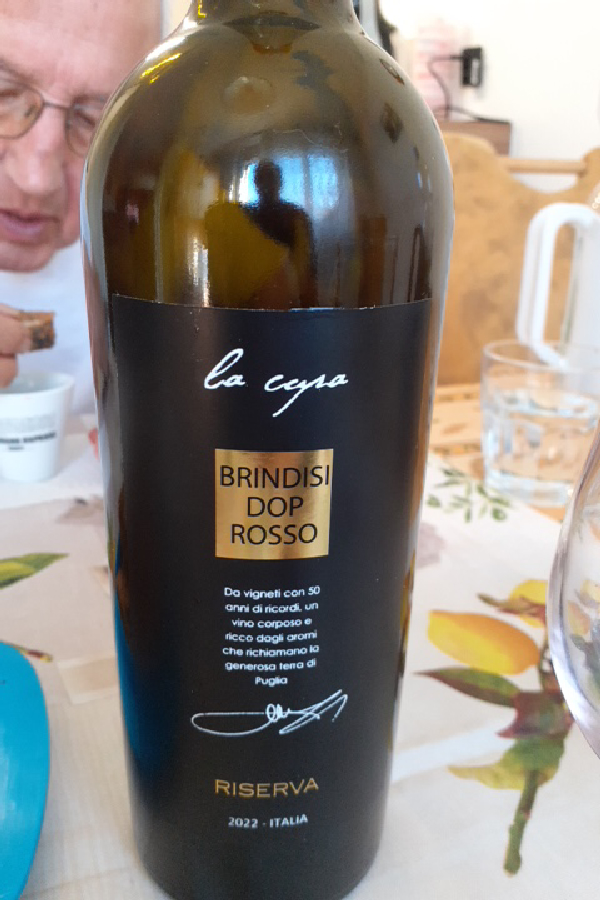 la cupa
BRINDISI
DOP
ROSSO
Da vigneti con 50
anni di ricordi, un
vino corposo e
ricco dagli aromi
che richiamano la
generosa terra di
Puglia
RISERVA
2022 - ITALIA